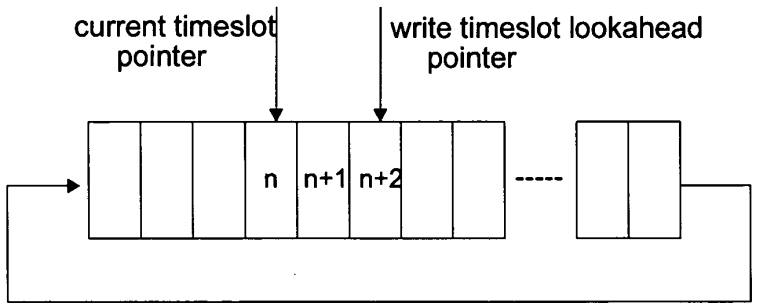 current timeslot
pointer
write timeslot lookahead
pointer
n n+1 n+2